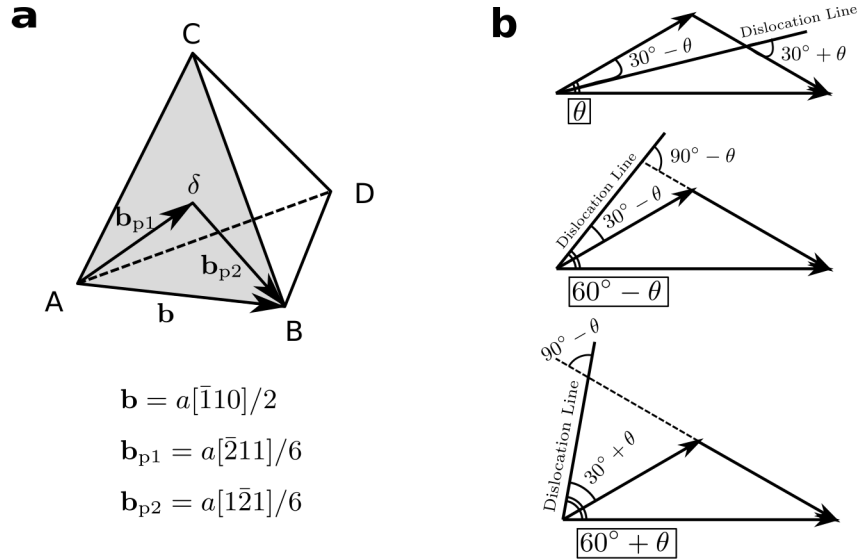 a
C
δ
D
b_p1
b_p2
A
B
b
b = a[1̄10]/2
b_p1 = a[2̄11]/6
b_p2 = a[12̄1]/6
b
Dislocation Line
30° − θ
30° + θ
θ
Dislocation Line
90° − θ
30° − θ
60° − θ
90° − θ
Dislocation Line
30° + θ
60° + θ